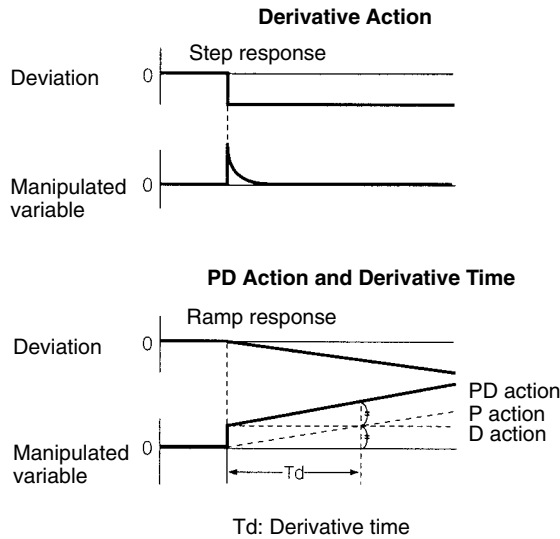 Derivative Action
Step response
Deviation
0
Manipulated
variable
0
PD Action and Derivative Time
Ramp response
Deviation
0
PD action
P action
D action
Manipulated
variable
0
Td
Td: Derivative time